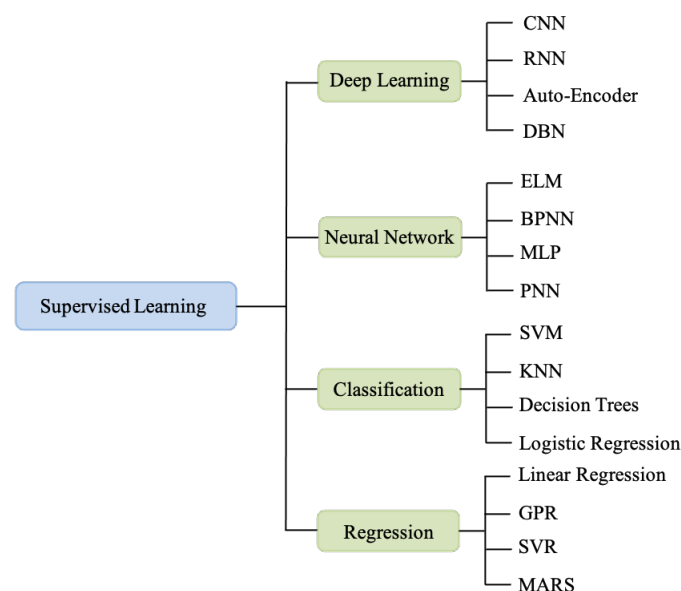 Supervised Learning
Deep Learning
CNN
RNN
Auto-Encoder
DBN
Neural Network
ELM
BPNN
MLP
PNN
Classification
SVM
KNN
Decision Trees
Logistic Regression
Regression
Linear Regression
GPR
SVR
MARS